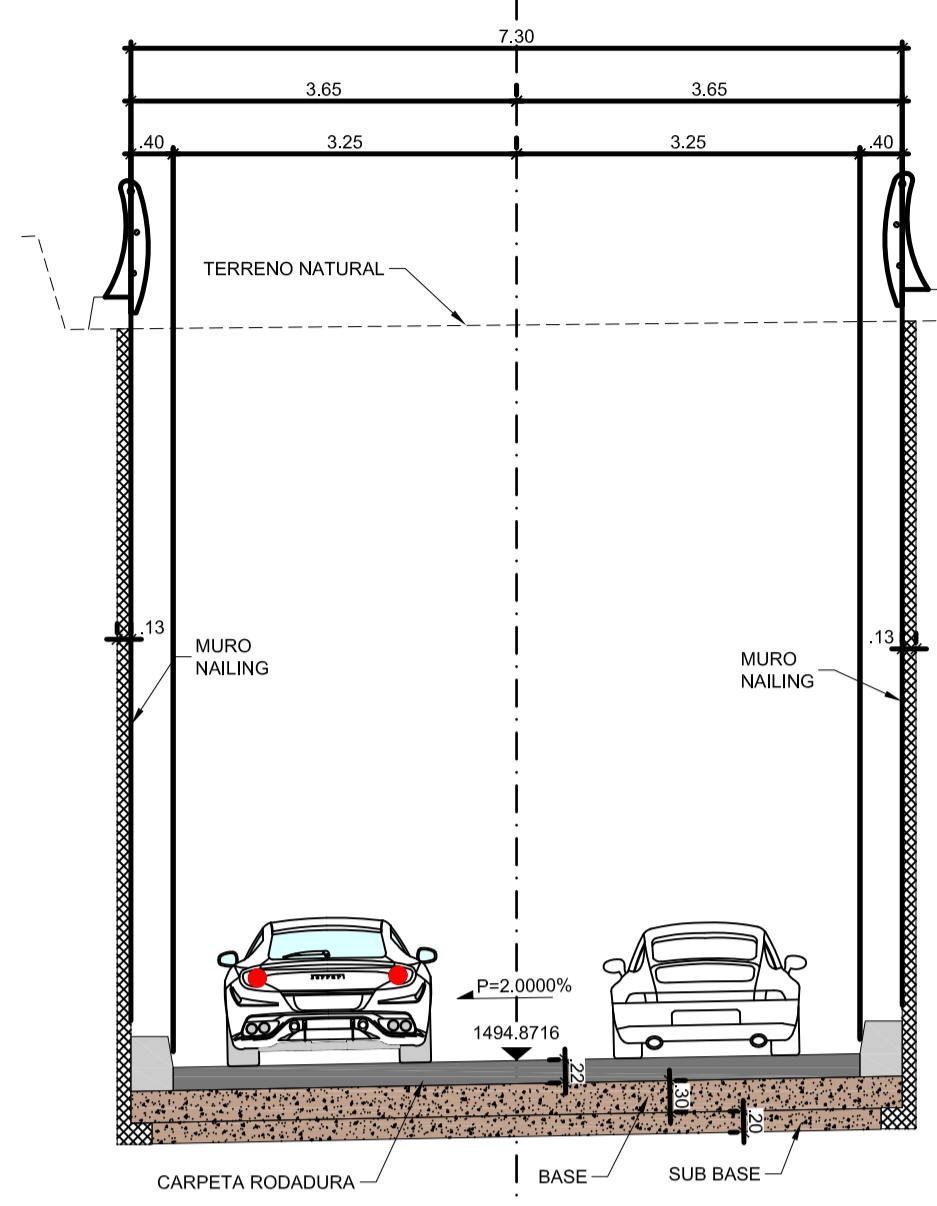 7.30
3.65 3.65
.40 3.25 3.25 .40
TERRENO NATURAL
.13 .13
MURO
NAILING
MURO
NAILING
FERRARI
P=2.0000%
1494.8716
.22
.30
.20
CARPETA RODADURA
BASE
SUB BASE